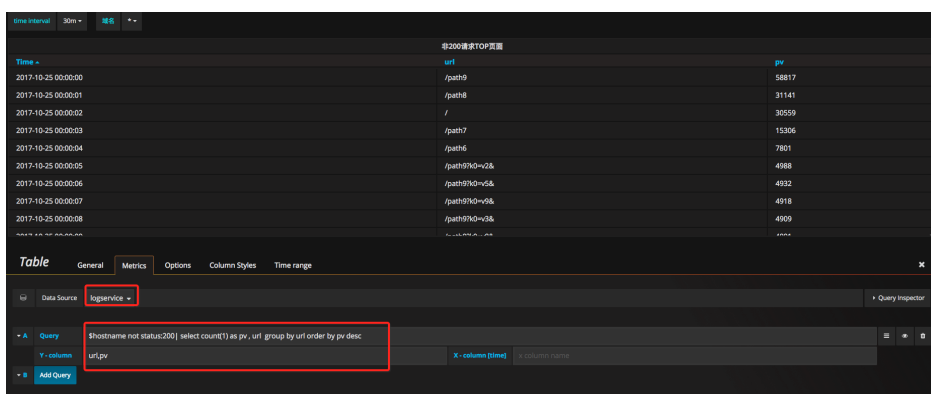 time interval 30m 域名 *
非200请求TOP页面
Time url pv
2017-10-25 00:00:00 /path9 58817
2017-10-25 00:00:01 /path8 31141
2017-10-25 00:00:02 / 30559
2017-10-25 00:00:03 /path7 15306
2017-10-25 00:00:04 /path6 7801
2017-10-25 00:00:05 /path9?k0=v2& 4988
2017-10-25 00:00:06 /path9?k0=v5& 4932
2017-10-25 00:00:07 /path9?k0=v9& 4918
2017-10-25 00:00:08 /path9?k0=v3& 4909
Table General Metrics Options Column Styles Time range
Data Source logservice Query Inspector
A Query $hostname not status:200| select count(1) as pv , url group by url order by pv desc
Y - column url,pv X - column (time) x column name
B Add Query